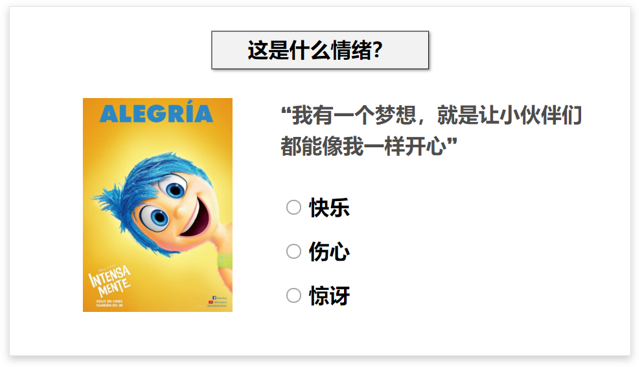 这是什么情绪？
ALEGRÍA
INTENSA
MENTE
“我有一个梦想，就是让小伙伴们
都能像我一样开心”
快乐
伤心
惊讶